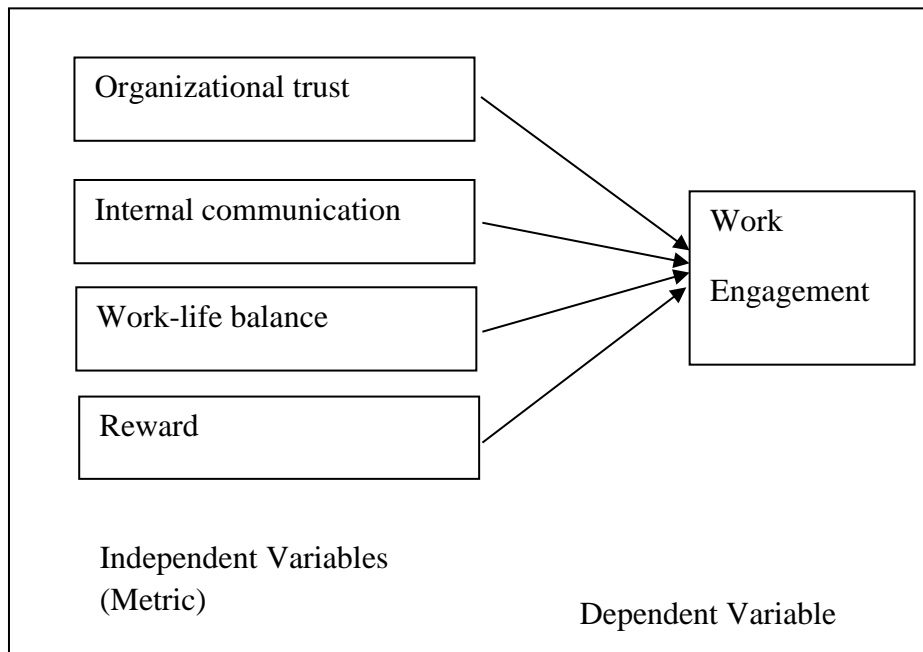 Organizational trust
Internal communication
Work-life balance
Reward
Work
Engagement
Independent Variables
(Metric)
Dependent Variable